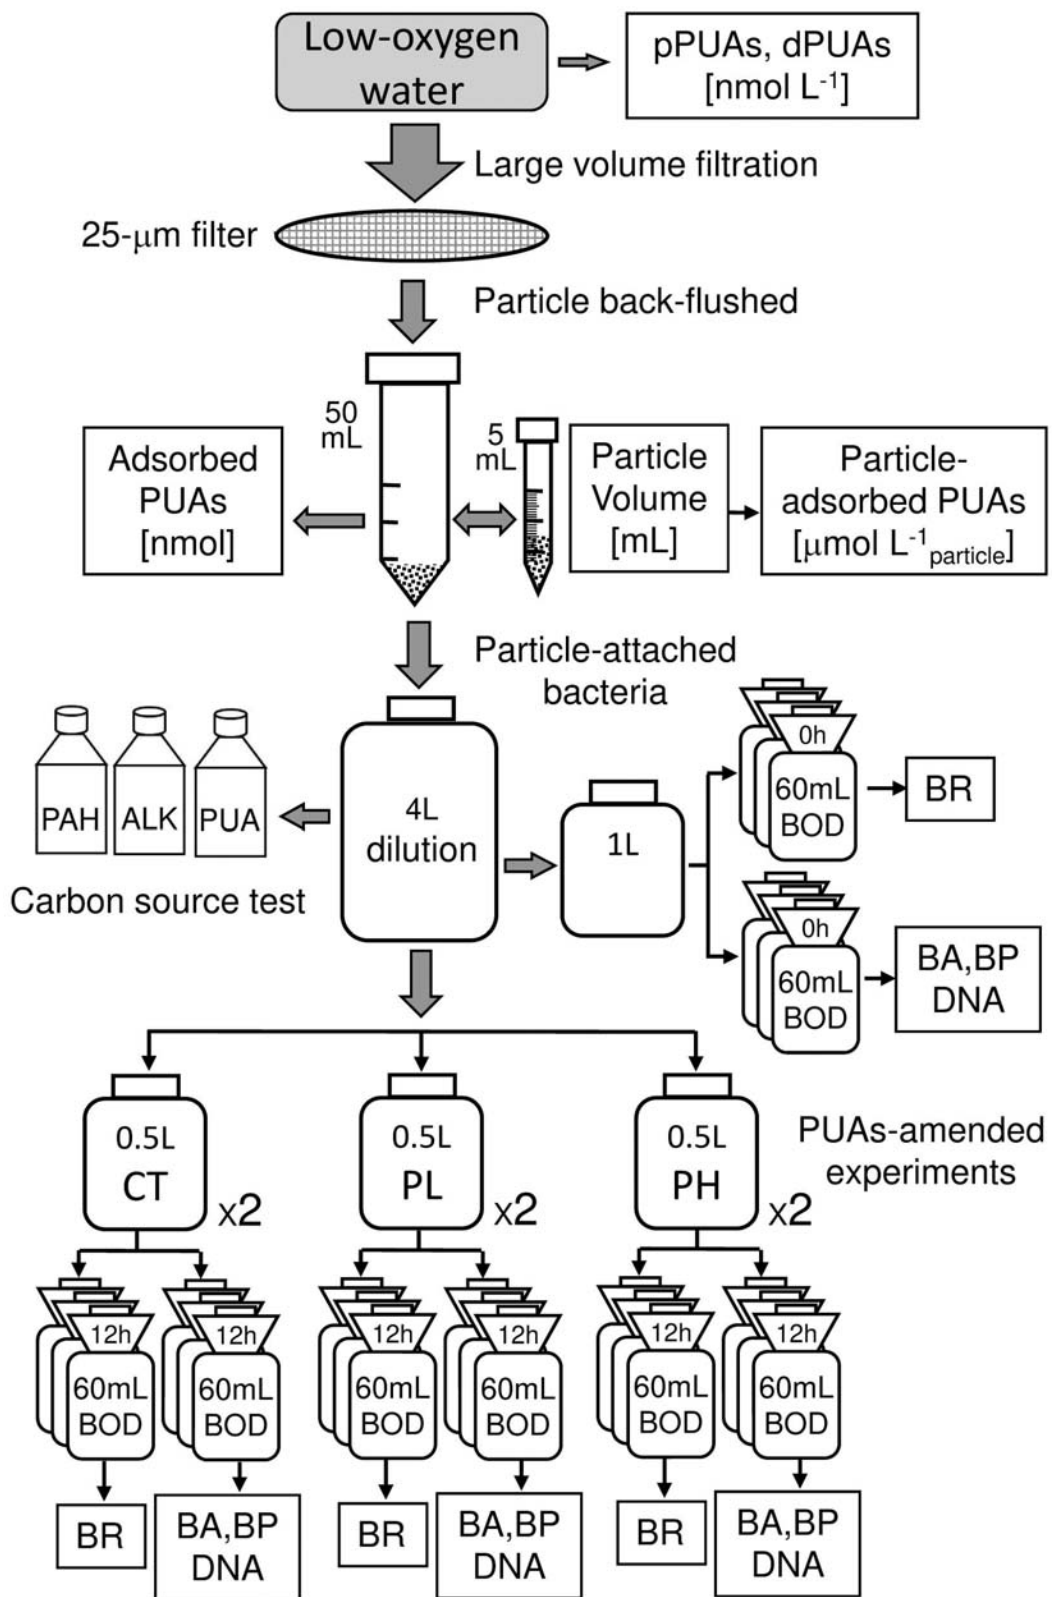 Low-oxygen
water
pPUAs, dPUAs
[nmol L⁻¹]
Large volume filtration
25-μm filter
Particle back-flushed
50
mL
5
mL
Adsorbed
PUAs
[nmol]
Particle
Volume
[mL]
Particle-
adsorbed PUAs
[μmol L⁻¹particle]
Particle-attached
bacteria
PAH
ALK
PUA
Carbon source test
4L
dilution
1L
0h
60mL
BOD
BR
0h
60mL
BOD
BA,BP
DNA
PUAs-amended
experiments
0.5L
CT
x2
0.5L
PL
x2
0.5L
PH
x2
12h
60mL
BOD
12h
60mL
BOD
12h
60mL
BOD
12h
60mL
BOD
12h
60mL
BOD
12h
60mL
BOD
BR
BA,BP
DNA
BR
BA,BP
DNA
BR
BA,BP
DNA